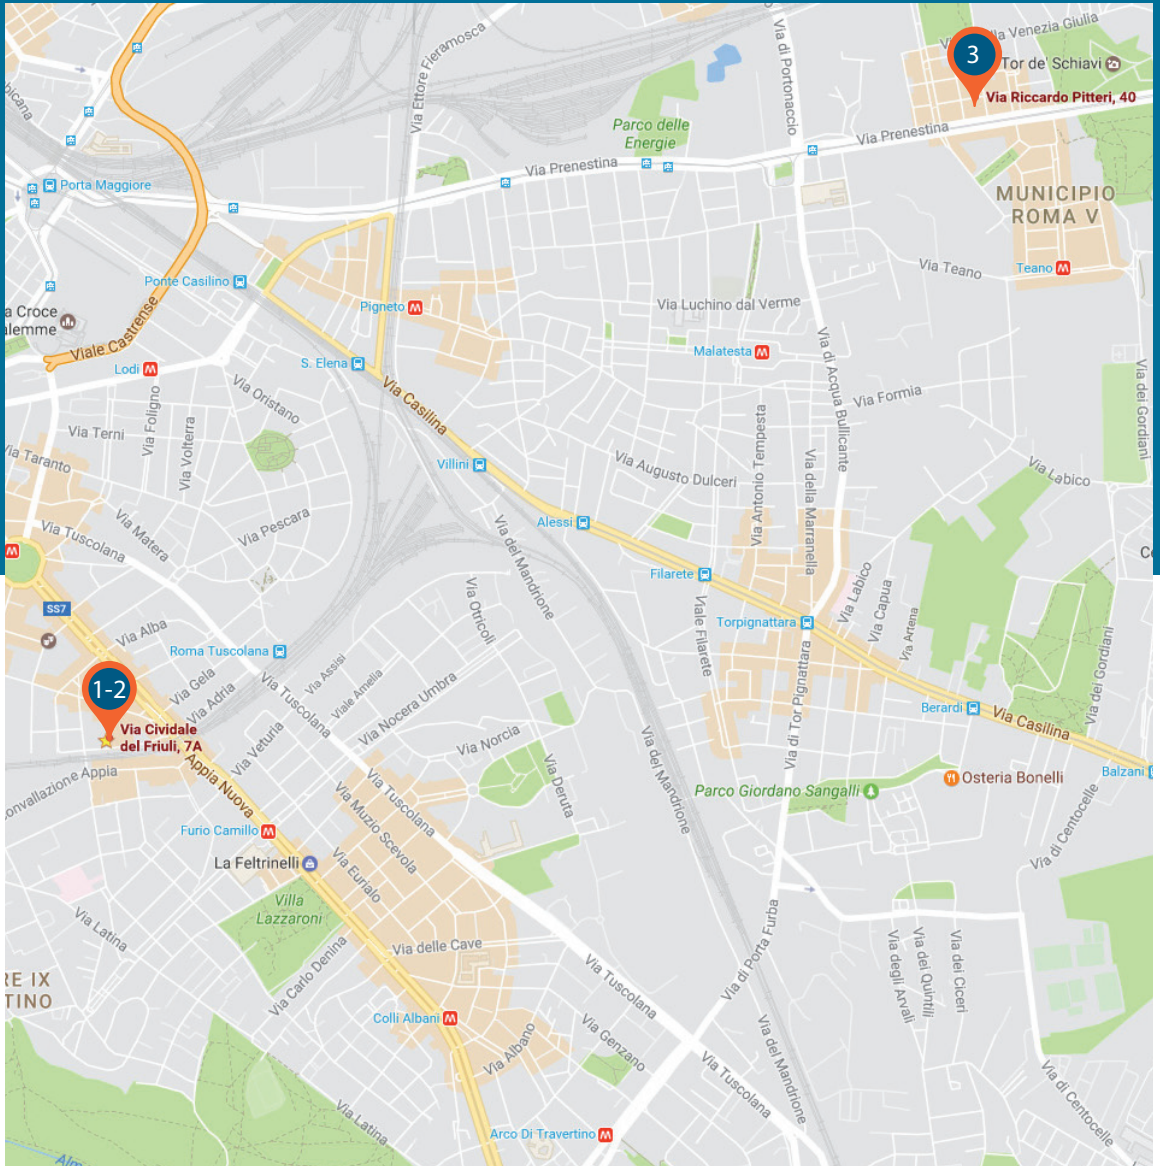 Via Ettore Fieramosca
Via di Portonaccio
Venezia Giulia
3
Tor de' Schiavi
Via Riccardo Pitteri, 40
Parco delle
Energie
Via Prenestina
Via Prenestina
Porta Maggiore
MUNICIPIO
ROMA V
Via Teano
Teano
Ponte Casilino
Pigneto
Via Luchino dal Verme
a Croce
alemme
Viale Castrense
Malatesta
Lodi
S. Elena
Via di Acqua Bullicante
Via dei Gordiani
Via Oristano
Via Casilina
Via Formia
Via Foligno
Via Terni
Via Volterra
Via Taranto
Via Antonio Tempesta
Via della Marranella
Villini
Via Augusto Dulceri
Via Labico
Via Pescara
Via Matera
Via Tuscolana
Alessi
Via del Mandrione
Filarete
Via Labico
Via Capua
Via Artena
SS7
Via Otricoli
Viale Filarete
Torpignattara
Via Alba
Roma Tuscolana
Via Assisi
Viale Amelia
Via Nocera Umbra
Via Gela
Via Adria
Via Tuscolana
Via di Tor Pignattara
Via dei Gordiani
1-2
Via Cividale
del Friuli, 7A
Berardi
Via Casilina
Via Veturia
Via Norcia
Via del Mandrione
Balzani
onvallazione Appia
Appia Nuova
Via Deruta
Parco Giordano Sangalli
Osteria Bonelli
Via Tuscolana
Via Muzio Scevola
Via di Centocelle
Furio Camillo
La Feltrinelli
Via Eurialo
Villa
Lazzaroni
Via Latina
Via delle Cave
Via Carlo Denina
Via di Porta Furba
Via degli Arvali
Via dei Quintili
Via dei Ciceri
RE IX
TINO
Via Tuscolana
Colli Albani
Via Albano
Via Genzano
Via del Mandrione
Via Tuscolana
Via di Centocelle
Via Latina
Arco Di Travertino